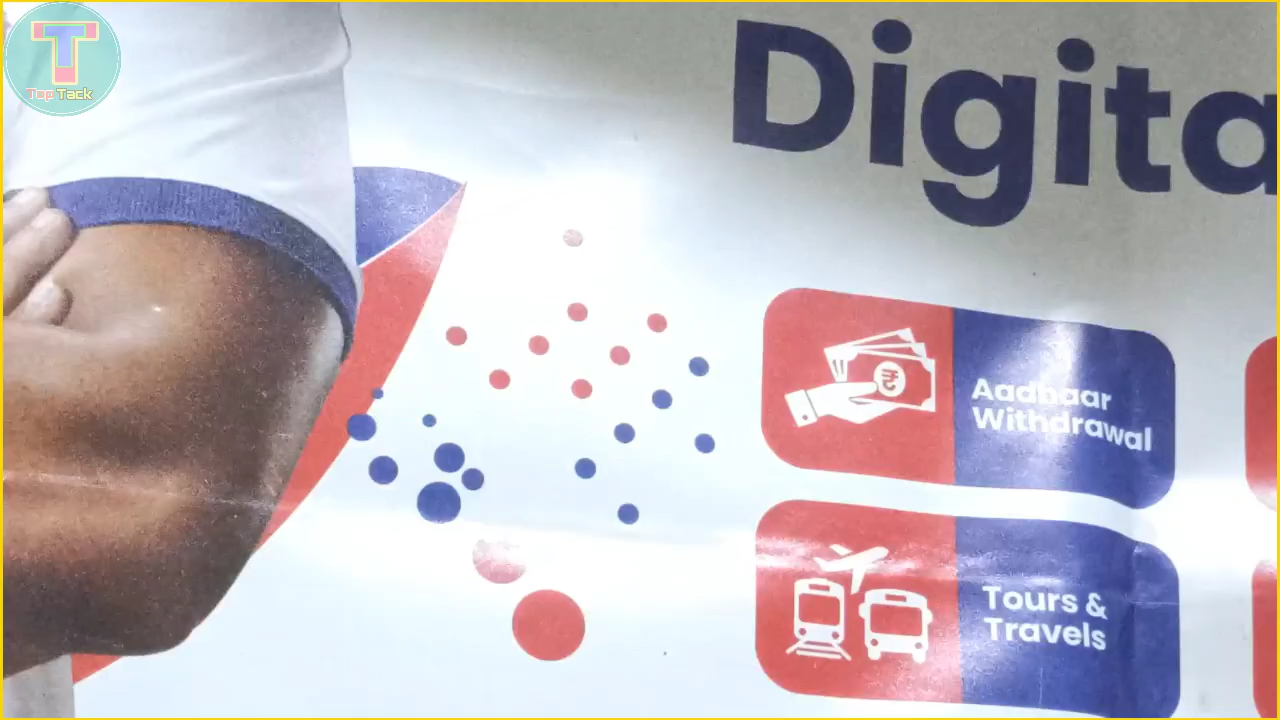 T
Top Tack
Digita
Aadhaar
Withdrawal
₹
Tours &
Travels